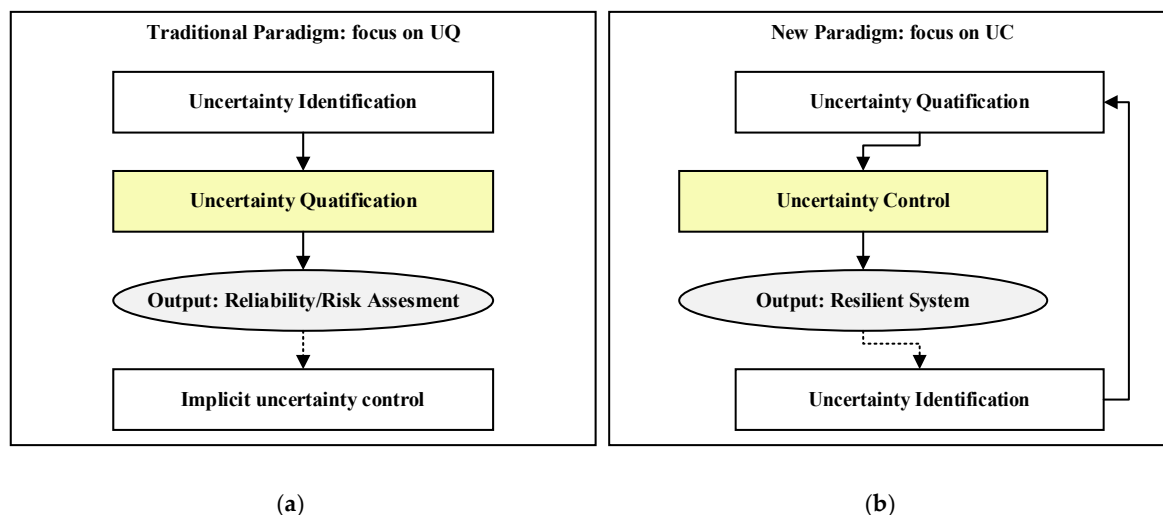 Traditional Paradigm: focus on UQ
Uncertainty Identification
Uncertainty Quatification
Output: Reliability/Risk Assesment
Implicit uncertainty control
(a)
New Paradigm: focus on UC
Uncertainty Quatification
Uncertainty Control
Output: Resilient System
Uncertainty Identification
(b)